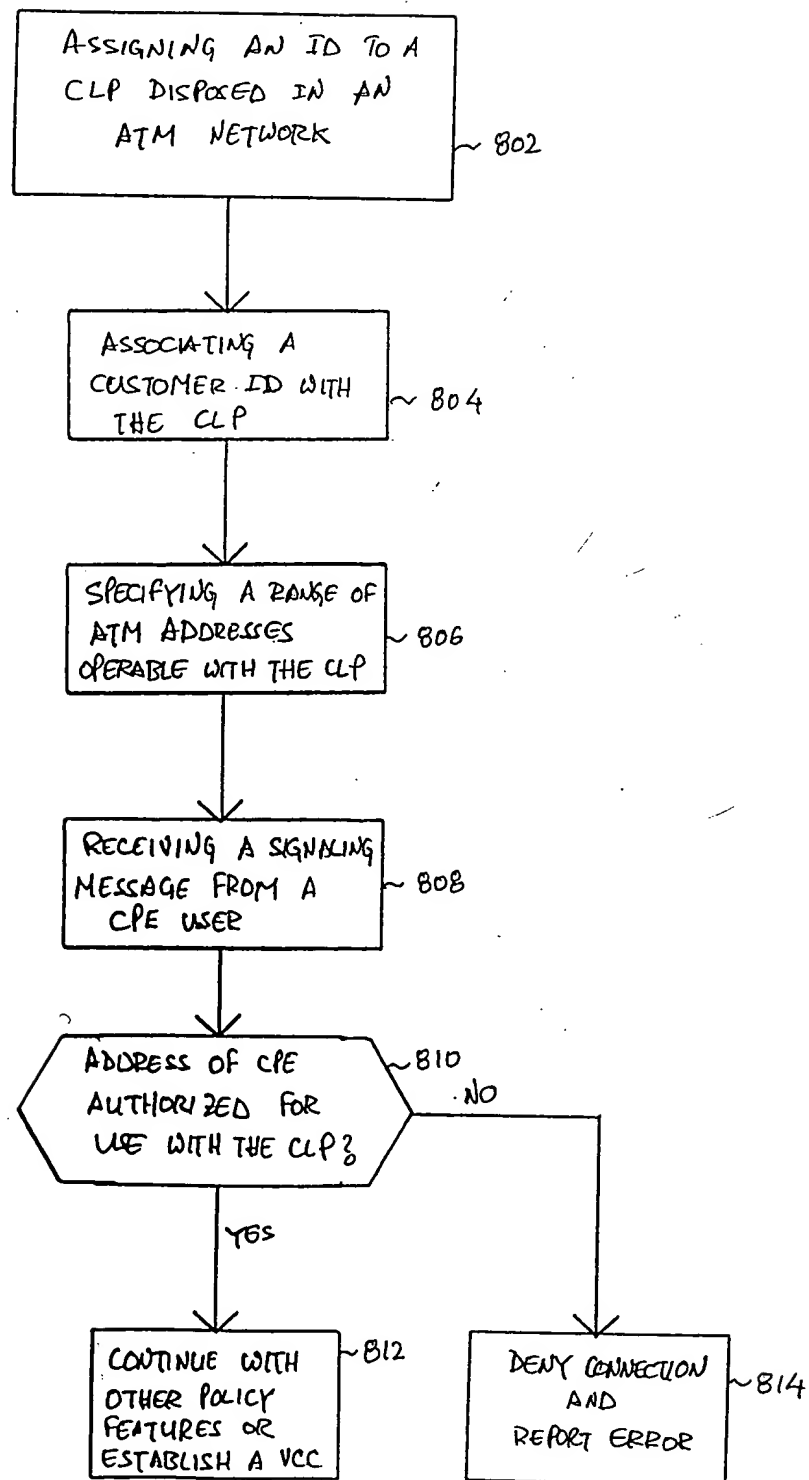 ASSIGNING AN ID TO A
CLP DISPOSED IN AN
ATM NETWORK
802
ASSOCIATING A
CUSTOMER ID WITH
THE CLP
804
SPECIFYING A RANGE OF
ATM ADDRESSES
OPERABLE WITH THE CLP
806
RECEIVING A SIGNALING
MESSAGE FROM A
CPE USER
808
ADDRESS OF CPE
AUTHORIZED FOR
USE WITH THE CLP?
810
NO
YES
CONTINUE WITH
OTHER POLICY
FEATURES OR
ESTABLISH A VCC
812
DENY CONNECTION
AND
REPORT ERROR
814